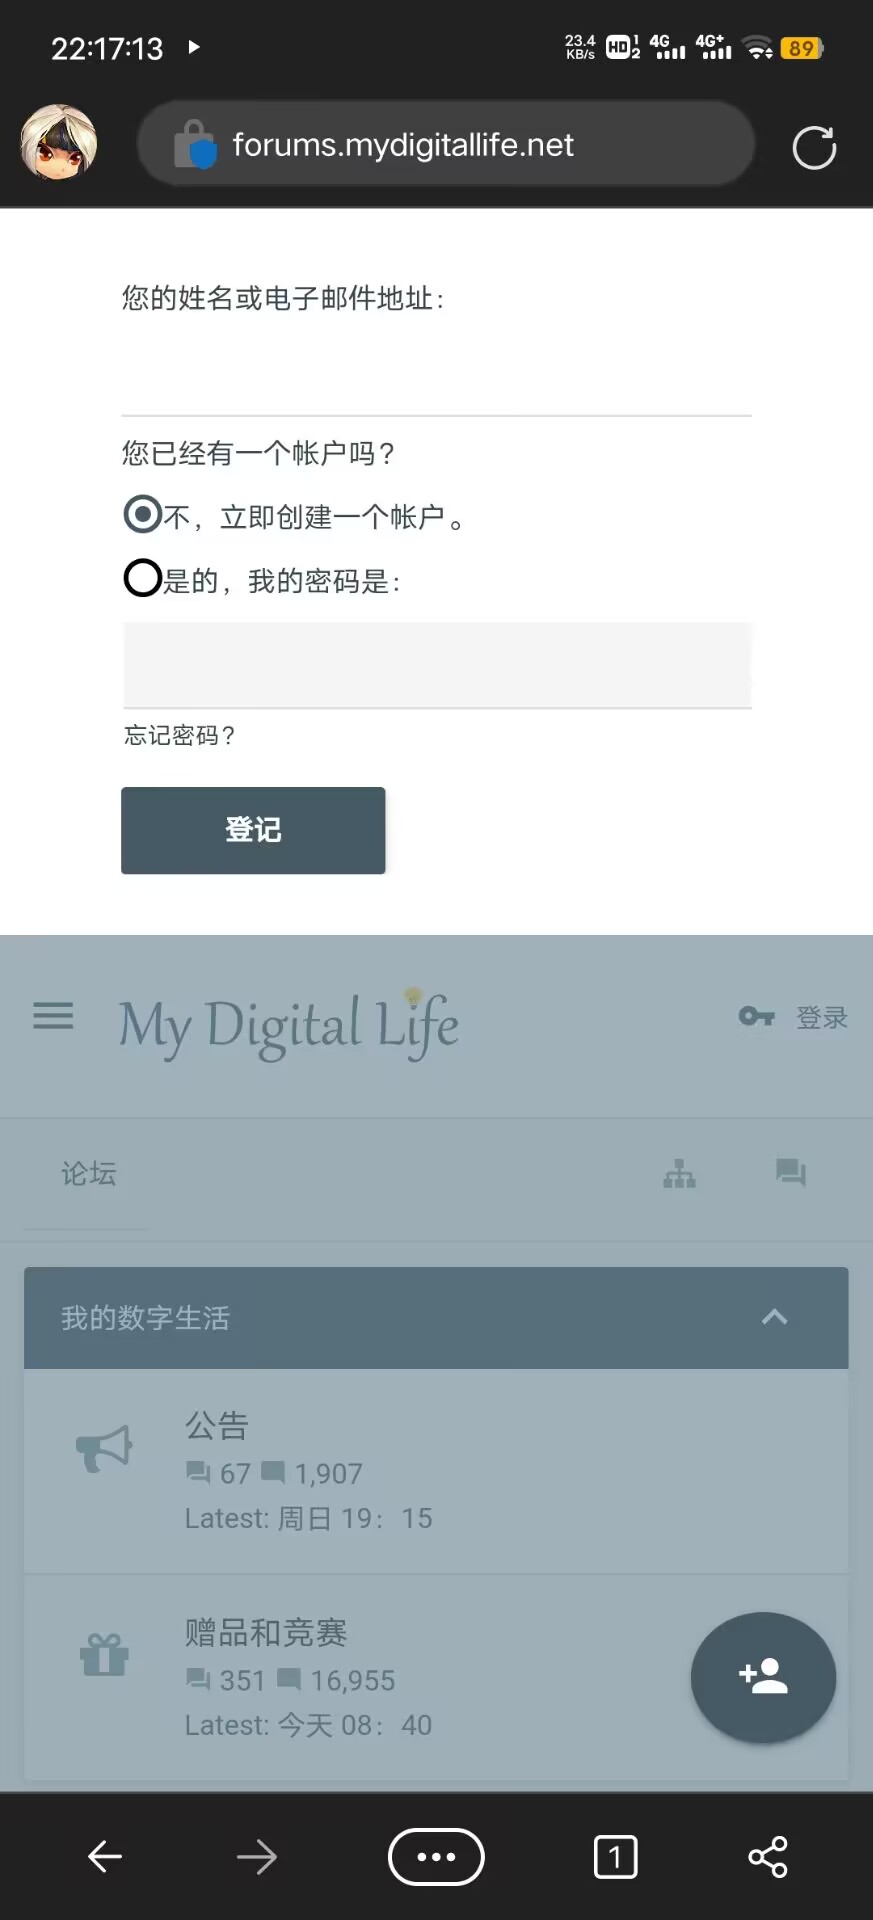 22:17:13
23.4 KB/s HD 1 2 4G 4G+ 89
forums.mydigitallife.net
您的姓名或电子邮件地址：
您已经有一个帐户吗？
不，立即创建一个帐户。
是的，我的密码是：
忘记密码？
登记
My Digital Life 登录
论坛
我的数字生活
公告
67 1,907
Latest: 周日 19：15
赠品和竞赛
351 16,955
Latest: 今天 08：40
1